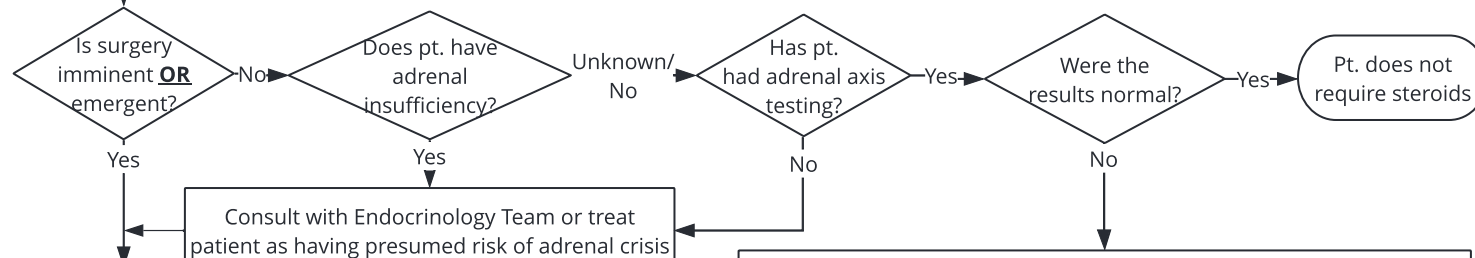 Is surgery
imminent OR
emergent?
No
Does pt. have
adrenal
insufficiency?
Unknown/
No
Has pt.
had adrenal axis
testing?
Yes
Were the
results normal?
Yes
Pt. does not
require steroids
Yes
Yes
No
No
Consult with Endocrinology Team or treat
patient as having presumed risk of adrenal crisis